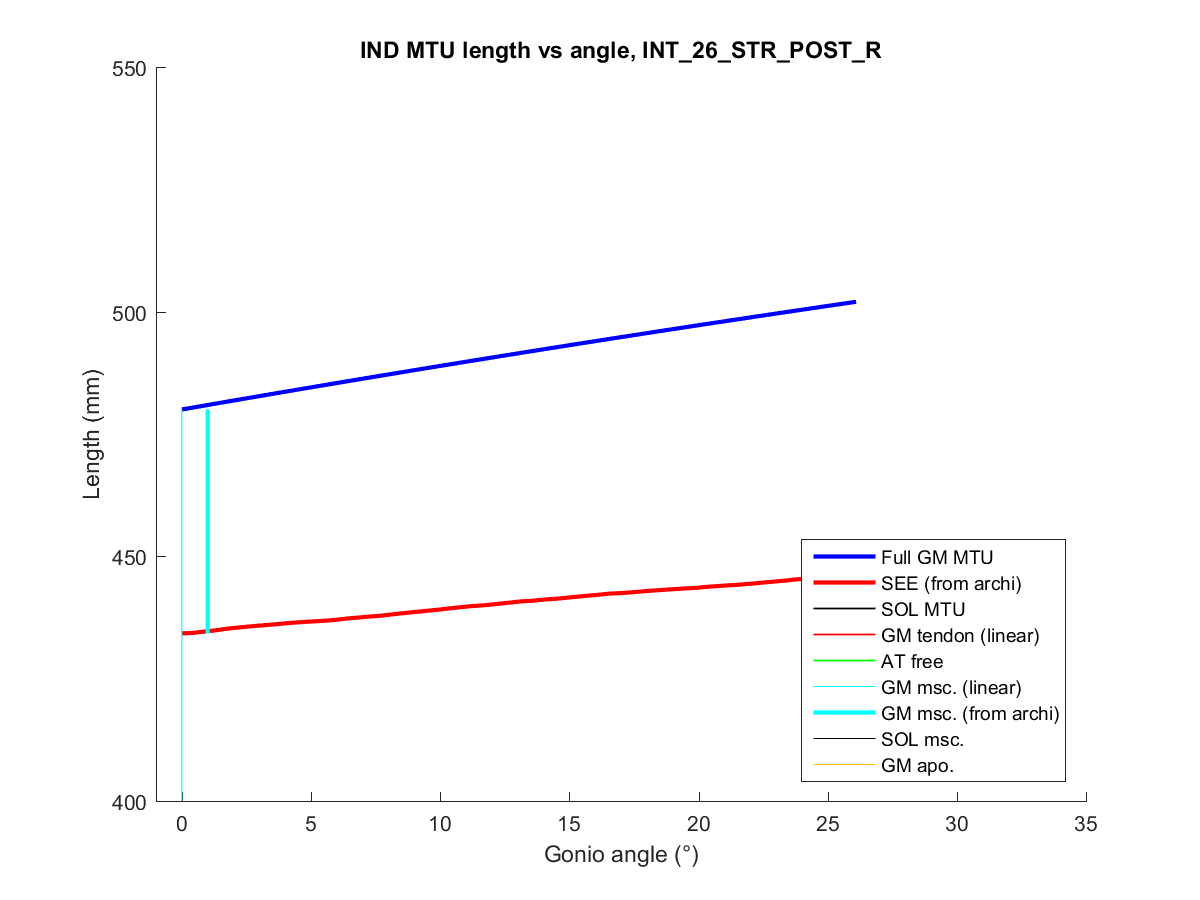 IND MTU length vs angle, INT_26_STR_POST_R
550
500
450
400
Length (mm)
0 5 10 15 20 25 30 35
Gonio angle (°)
Full GM MTU
SEE (from archi)
SOL MTU
GM tendon (linear)
AT free
GM msc. (linear)
GM msc. (from archi)
SOL msc.
GM apo.